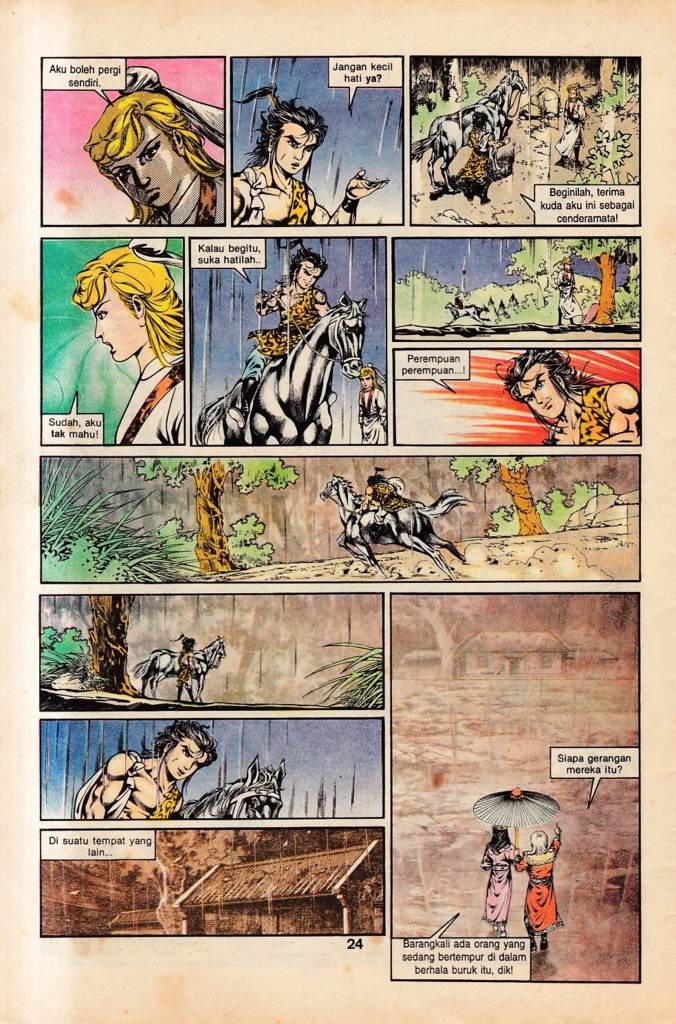 Aku boleh pergi
sendiri.
Jangan kecil
hati ya?
Beginilah, terima
kuda aku ini sebagai
cenderamata!
Sudah, aku
tak mahu!
Kalau begitu,
suka hatilah..
Perempuan
perempuan...!
Di suatu tempat yang
lain...
Siapa gerangan
mereka itu?
Barangkali ada orang yang
sedang bertempur di dalam
berhala buruk itu, dik!
24